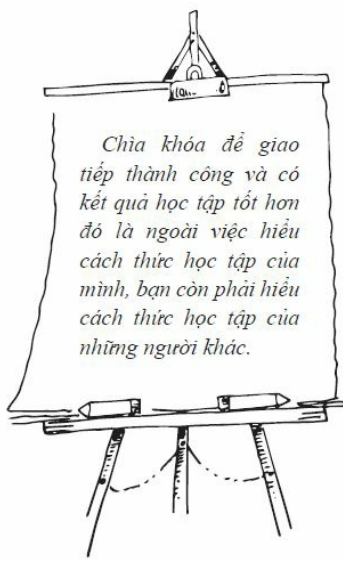 Chìa khóa để giao
tiếp thành công và có
kết quả học tập tốt hơn
đó là ngoài việc hiểu
cách thức học tập của
mình, bạn còn phải hiểu
cách thức học tập của
những người khác.